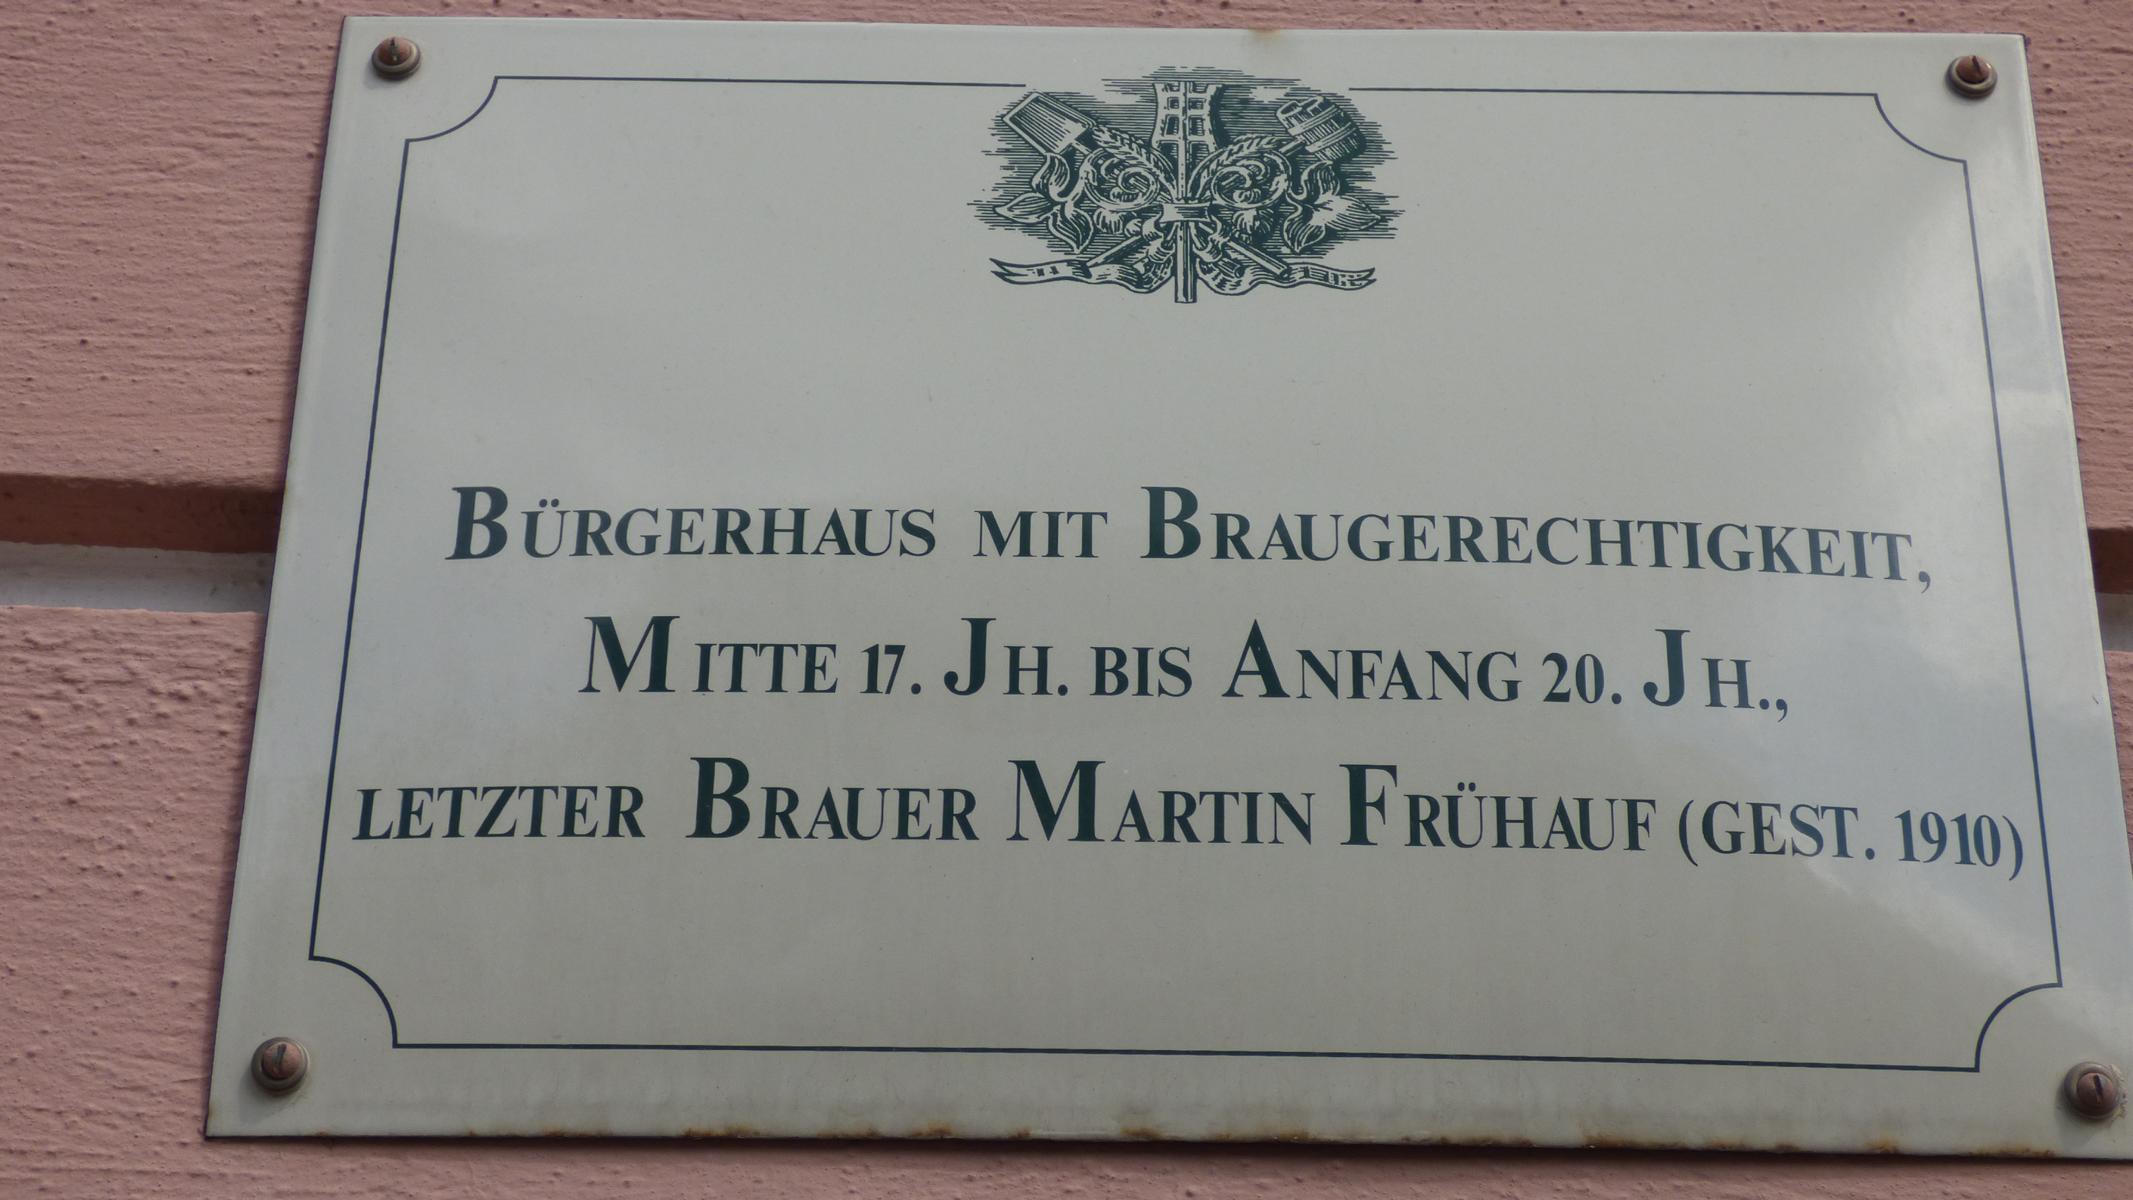 Bürgerhaus mit Braugerechtigkeit,
Mitte 17. Jh. bis Anfang 20. Jh.,
letzter Brauer Martin Frühauf (gest. 1910)